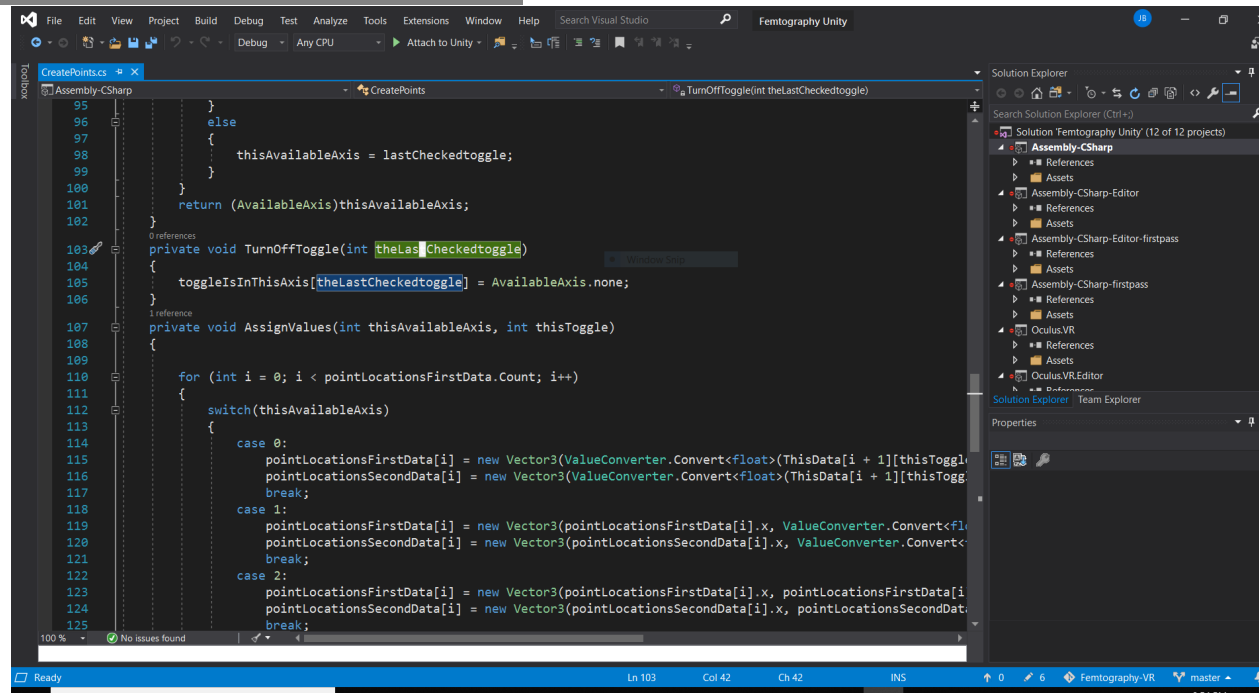 File Edit View Project Build Debug Test Analyze Tools Extensions Window Help Search Visual Studio Femtography Unity JB
Debug Any CPU Attach to Unity
Toolbox
CreatePoints.cs
Assembly-CSharp CreatePoints TurnOffToggle(int theLastCheckedtoggle)
95 }
96 else
97 {
98 thisAvailableAxis = lastCheckedtoggle;
99 }
100 }
101 return (AvailableAxis)thisAvailableAxis;
102 }
0 references
103 private void TurnOffToggle(int theLas Checkedtoggle)
Window Snip
104 {
105 toggleIsInThisAxis[theLastCheckedtoggle] = AvailableAxis.none;
106 }
1 reference
107 private void AssignValues(int thisAvailableAxis, int thisToggle)
108 {
109
110 for (int i = 0; i < pointLocationsFirstData.Count; i++)
111 {
112 switch(thisAvailableAxis)
113 {
114 case 0:
115 pointLocationsFirstData[i] = new Vector3(ValueConverter.Convert<float>(ThisData[i + 1][thisToggl
116 pointLocationsSecondData[i] = new Vector3(ValueConverter.Convert<float>(ThisData[i + 1][thisTogg
117 break;
118 case 1:
119 pointLocationsFirstData[i] = new Vector3(pointLocationsFirstData[i].x, ValueConverter.Convert<flo
120 pointLocationsSecondData[i] = new Vector3(pointLocationsSecondData[i].x, ValueConverter.Convert<
121 break;
122 case 2:
123 pointLocationsFirstData[i] = new Vector3(pointLocationsFirstData[i].x, pointLocationsFirstData[i
124 pointLocationsSecondData[i] = new Vector3(pointLocationsSecondData[i].x, pointLocationsSecondDat
125 break;
100 % No issues found
Solution Explorer
Search Solution Explorer (Ctrl+;)
Solution 'Femtography Unity' (12 of 12 projects)
Assembly-CSharp
References
Assets
Assembly-CSharp-Editor
References
Assets
Assembly-CSharp-Editor-firstpass
References
Assets
Assembly-CSharp-firstpass
References
Assets
Oculus.VR
References
Assets
Oculus.VR.Editor
References
Solution Explorer Team Explorer
Properties
Ready Ln 103 Col 42 Ch 42 INS 0 6 Femtography-VR master